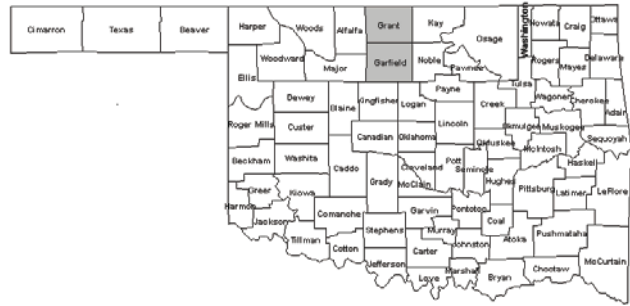 Cimarron Texas Beaver Harper Woods Alfalfa Grant Kay Osage Washington Nowata Craig Ottawa
Ellis Woodward Major Garfield Noble Pawnee Rogers Mayes Delaware
Dewey Blaine Kingfisher Logan Payne Creek Tulsa Wagoner Cherokee Adair
Roger Mills Custer Canadian Oklahoma Lincoln Okfuskee Okmulgee Muskogee Sequoyah
Beckham Washita Caddo Grady Cleveland Pott Seminole Hughes McIntosh Haskel
Harmon Greer Kiowa McClain Pittsburg Latimer LeFlore
Jackson Comanche Stephens Garvin Pontotoc Coal
Tillman Cotton Murray Johnston Atoka Pushmataha
Jefferson Carter Love Marshal Bryan Choctaw McCurtain